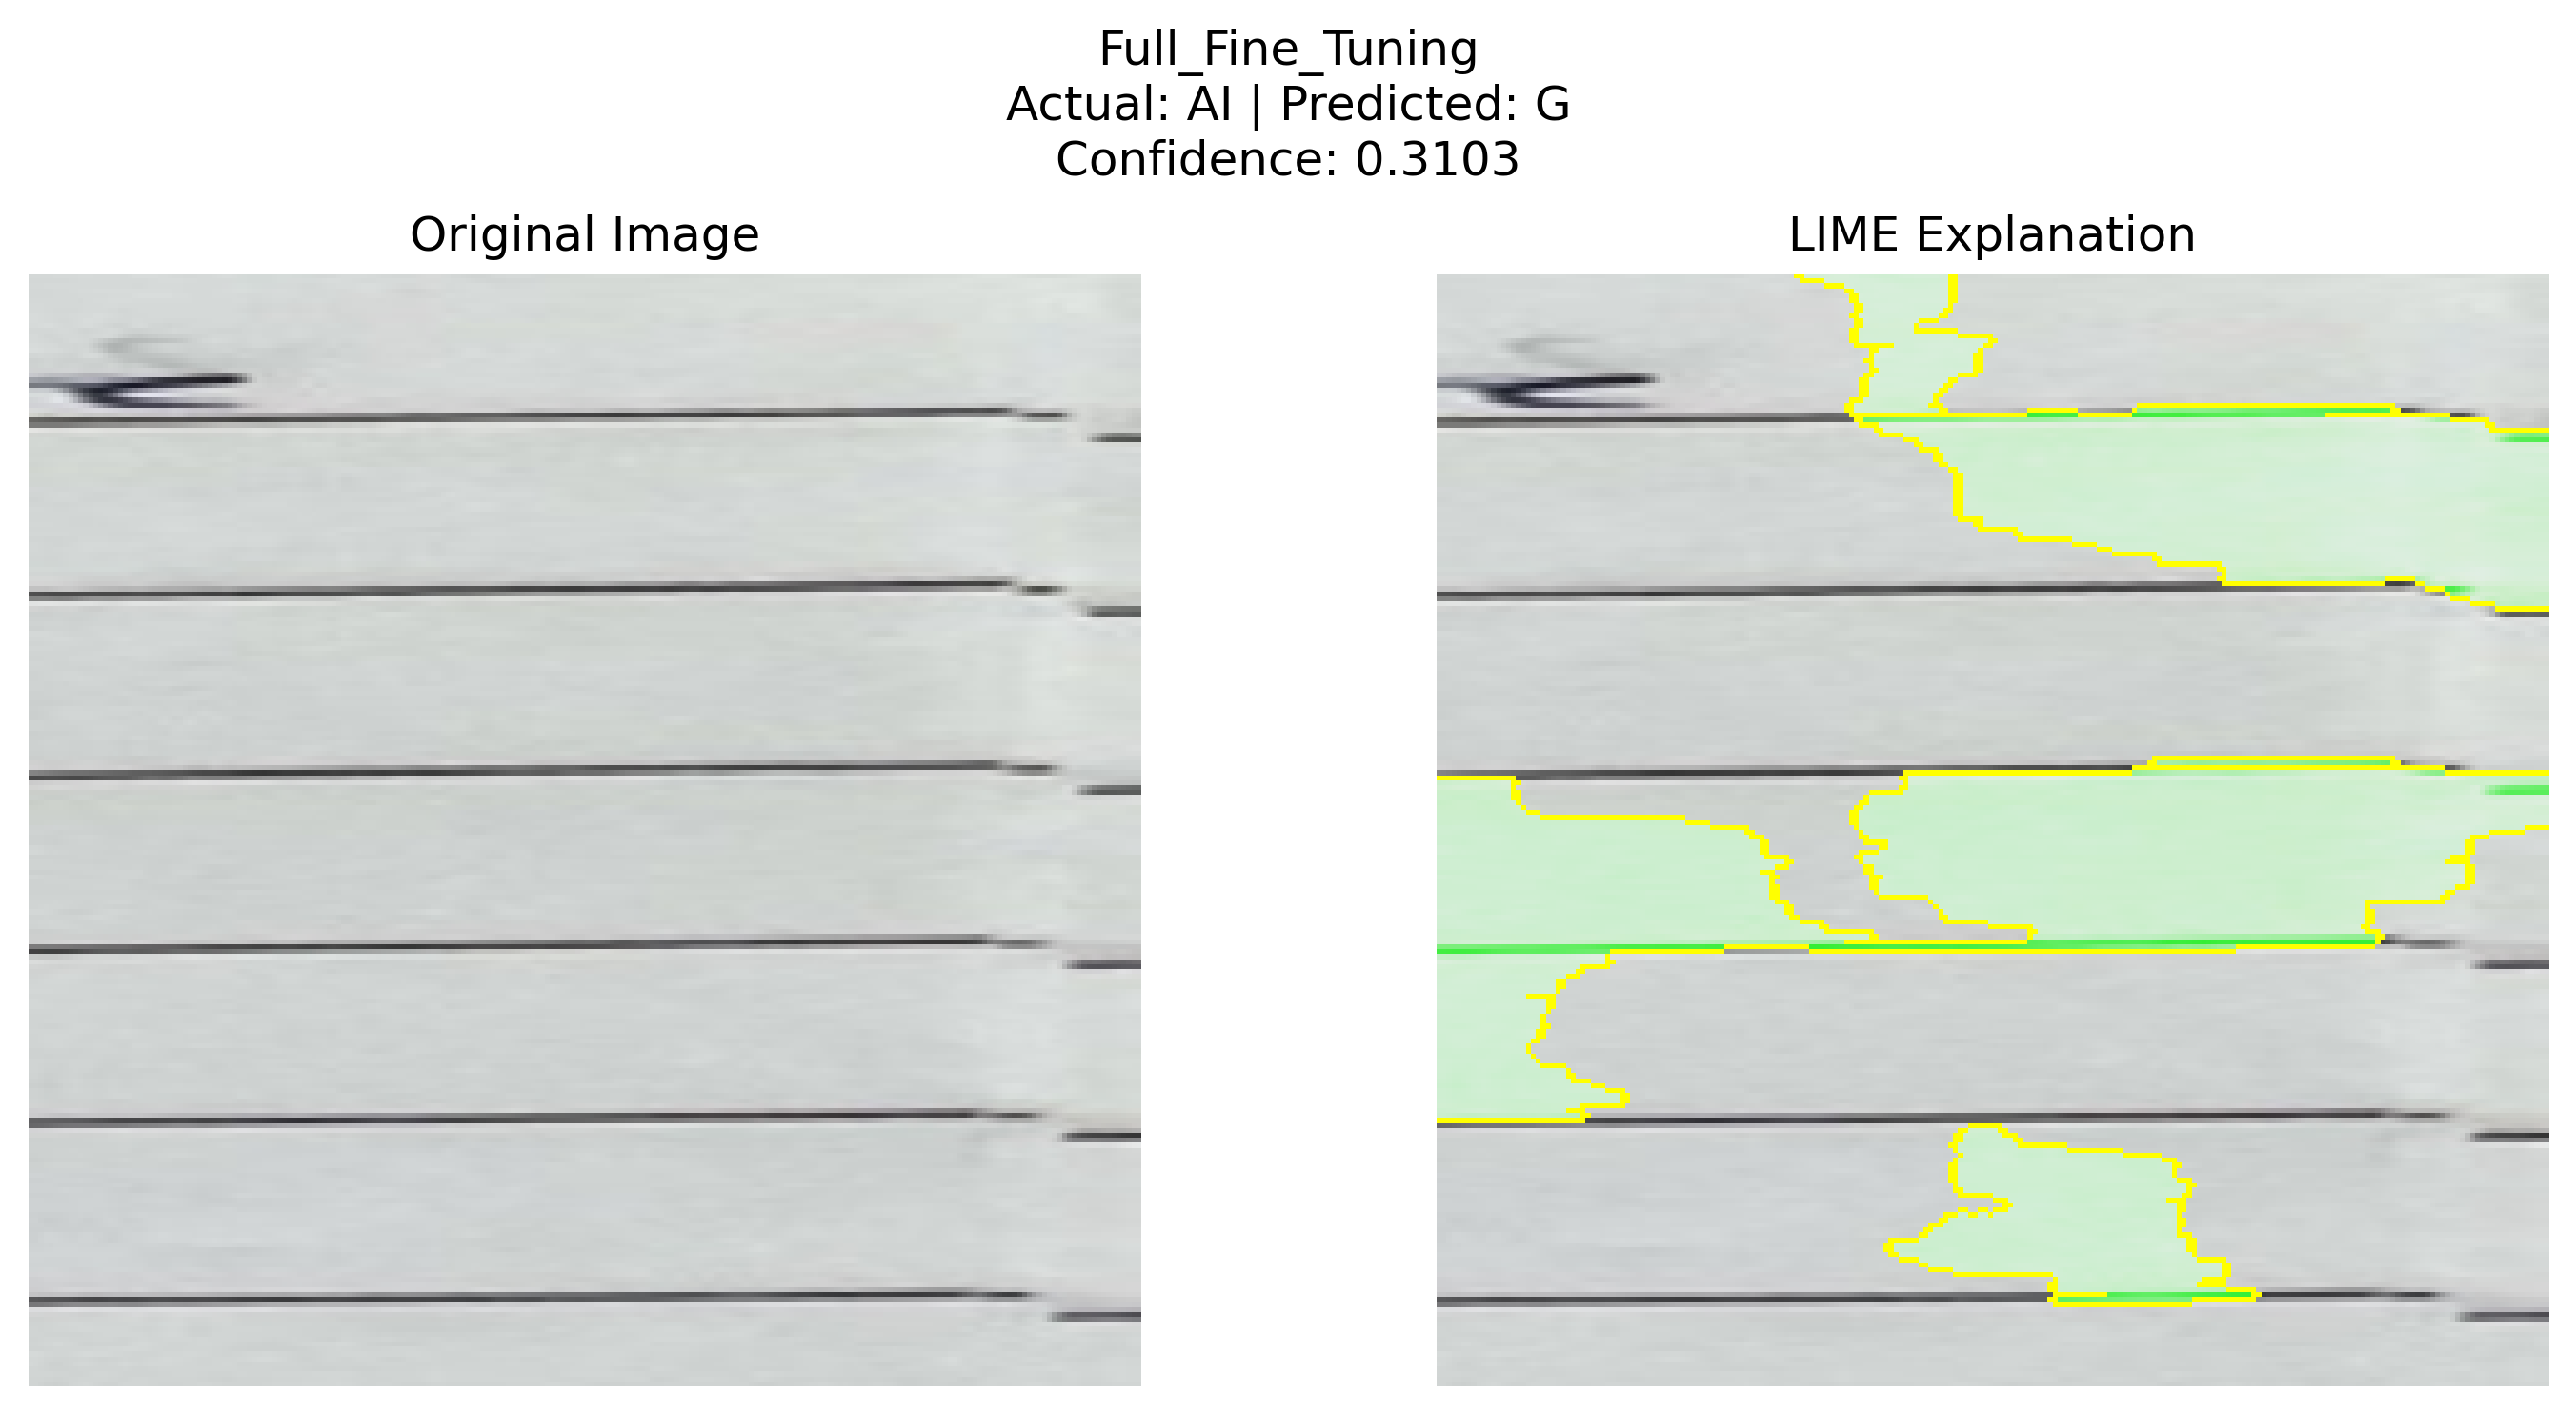 Full_Fine_Tuning
Actual: AI | Predicted: G
Confidence: 0.3103
Original Image
LIME Explanation